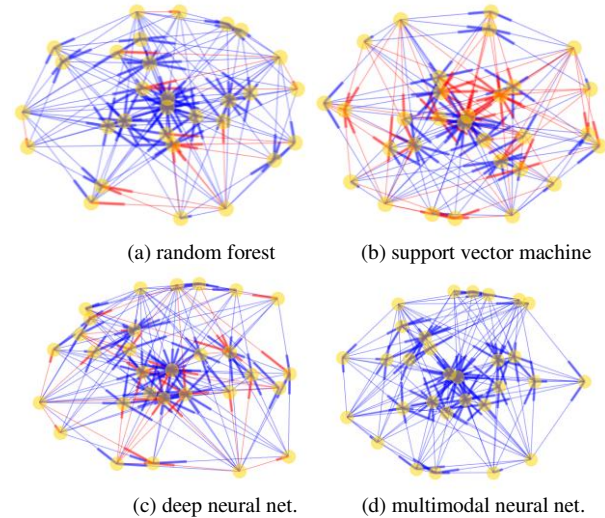 (a) random forest
(b) support vector machine
(c) deep neural net.
(d) multimodal neural net.